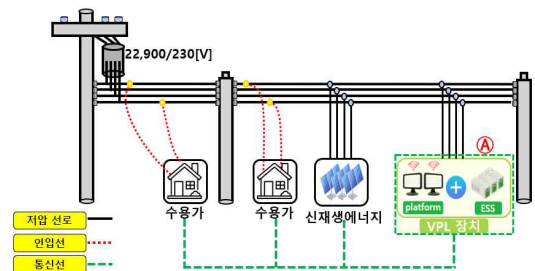 22,900/230[V]
Ⓐ
platform
ESS
VPL 장치
수용가
수용가
신재생에너지
저압 선로
인입선
통신선